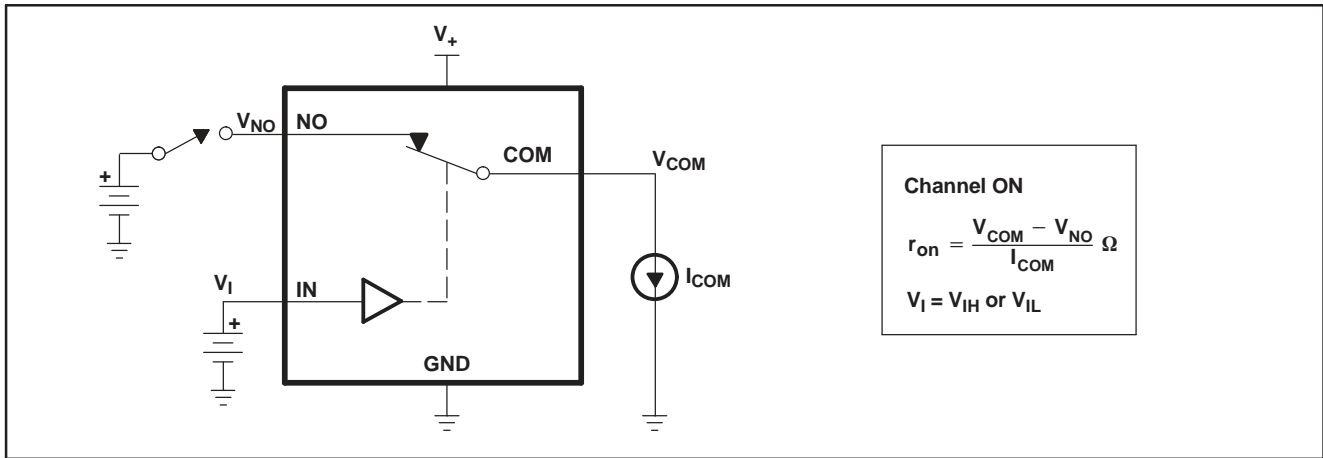 V+
VNO NO
COM
VCOM
+
VI
IN
+
ICOM
GND
Channel ON
ron = VCOM − VNO / ICOM Ω
VI = VIH or VIL